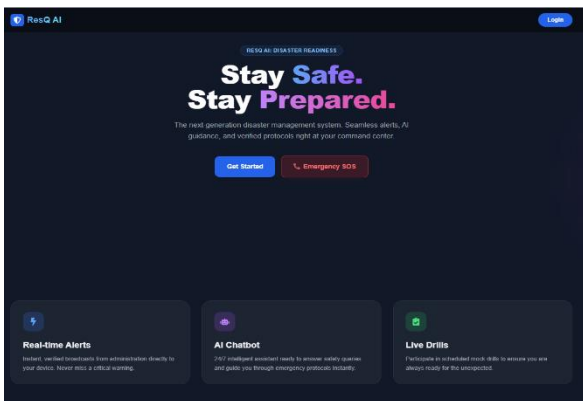 ResQ AI
Login
RESQ AI: DISASTER READINESS
Stay Safe.
Stay Prepared.
The next generation disaster management system. Seamless alerts, AI
guidance, and verified protocols right at your command center.
Get Started
Emergency SOS
Real-time Alerts
Instant, verified broadcasts from administration directly to
your device. Never miss a critical warning.
AI Chatbot
24/7 intelligent assistant ready to answer safety queries
and guide you through emergency protocols instantly.
Live Drills
Participate in scheduled mock drills to ensure you are
always ready for the unexpected.